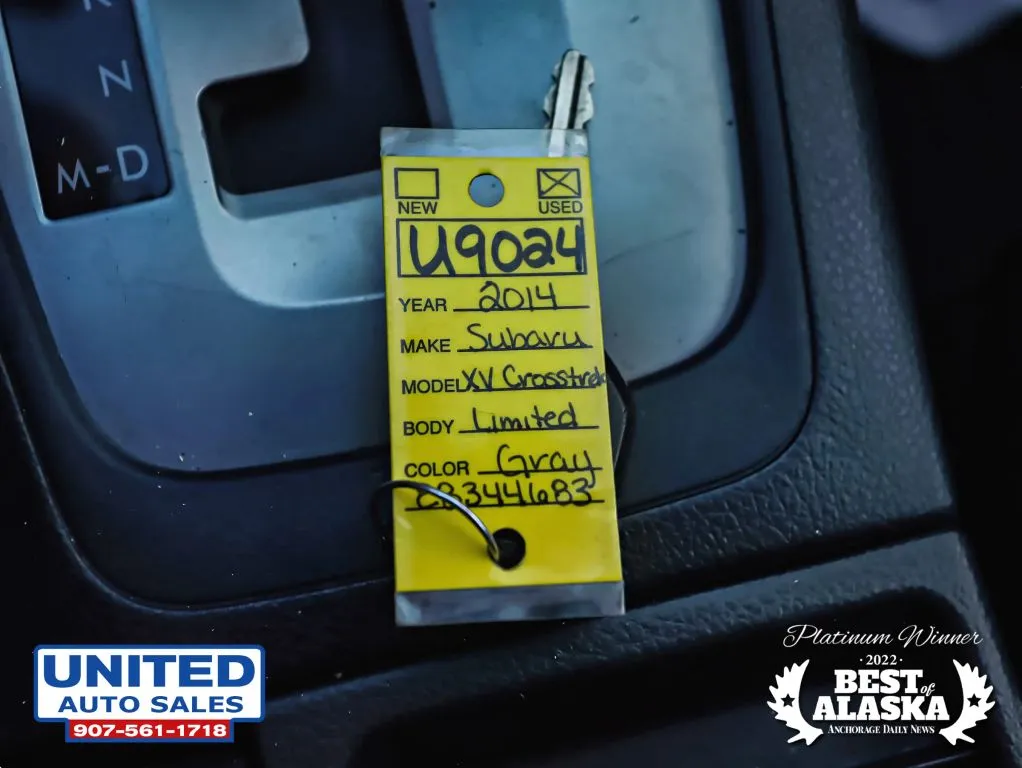 R
N
M-D
NEW USED
U9024
YEAR 2014
MAKE Subaru
MODEL XV Crosstrek
BODY Limited
COLOR Gray
E8344683
UNITED
AUTO SALES
907-561-1718
Platinum Winner
·2022·
BEST of
ALASKA
ANCHORAGE DAILY NEWS